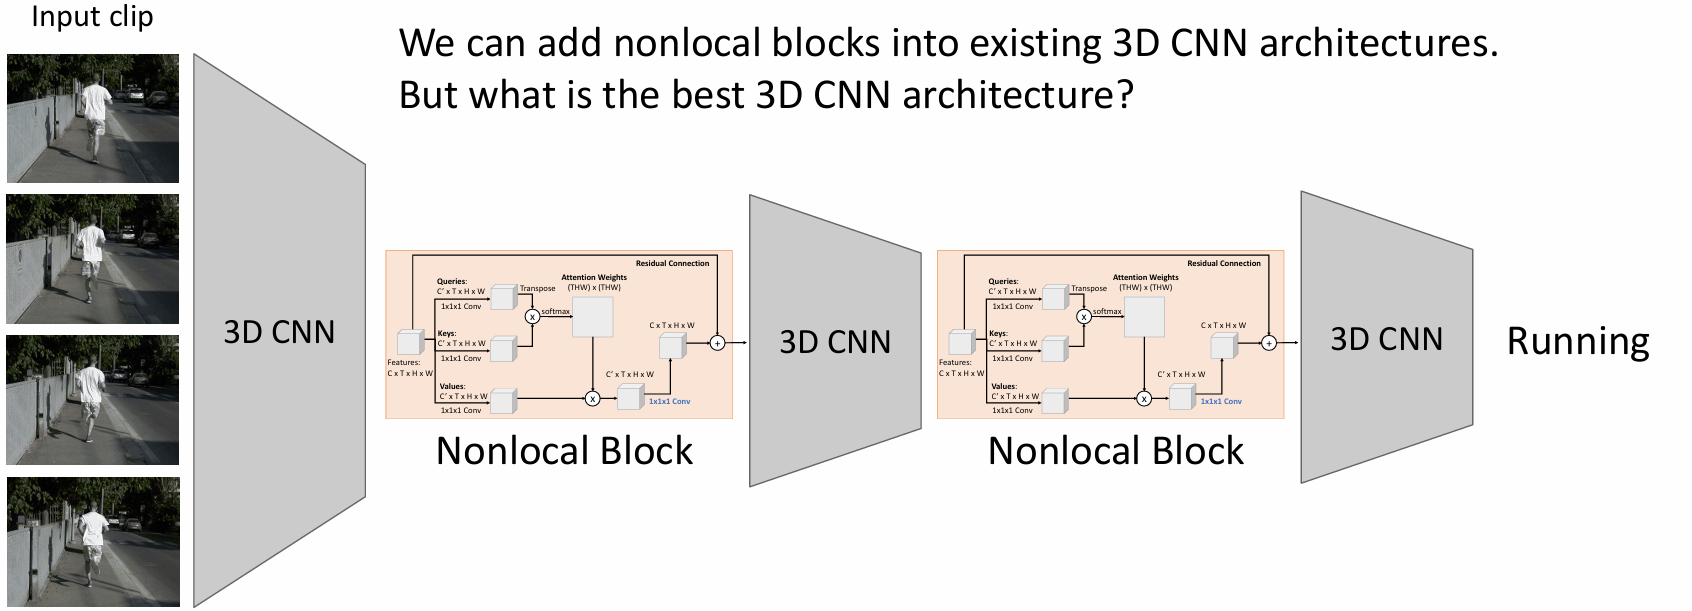 Input clip
We can add nonlocal blocks into existing 3D CNN architectures.
But what is the best 3D CNN architecture?
3D CNN
Residual Connection
Queries:
C' x T x H x W
1x1x1 Conv
Transpose
Attention Weights
(THW) x (THW)
x
softmax
Keys:
C' x T x H x W
1x1x1 Conv
Features:
C x T x H x W
Values:
C' x T x H x W
1x1x1 Conv
x
C' x T x H x W
1x1x1 Conv
C x T x H x W
+
Nonlocal Block
3D CNN
Residual Connection
Queries:
C' x T x H x W
1x1x1 Conv
Transpose
Attention Weights
(THW) x (THW)
x
softmax
Keys:
C' x T x H x W
1x1x1 Conv
Features:
C x T x H x W
Values:
C' x T x H x W
1x1x1 Conv
x
C' x T x H x W
1x1x1 Conv
C x T x H x W
+
Nonlocal Block
3D CNN
Running